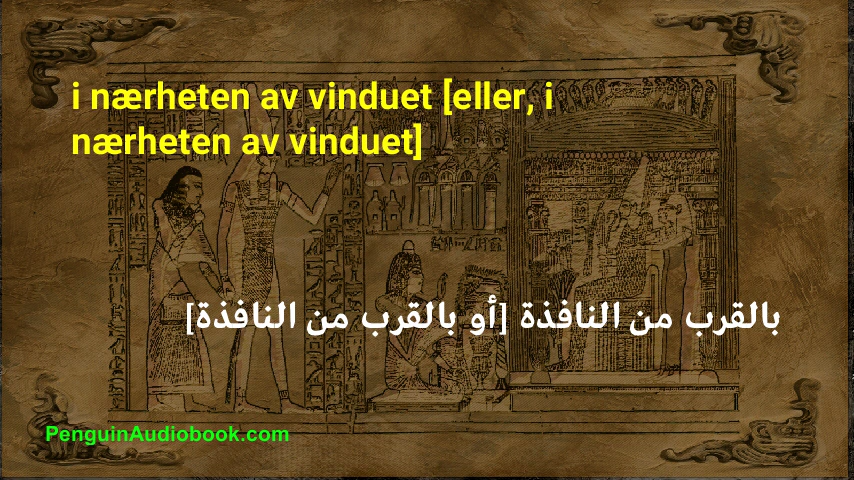 i nærheten av vinduet [eller, i
nærheten av vinduet]
بالقرب من النافذة [أو بالقرب من النافذة]
PenguinAudiobook.com